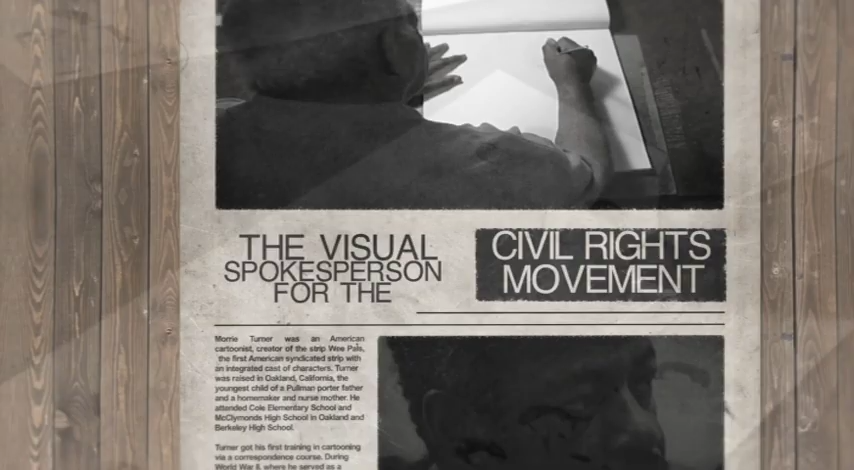 THE VISUAL
SPOKESPERSON
FOR THE
CIVIL RIGHTS
MOVEMENT
Morrie Turner was an American
cartoonist, creator of the strip Wee Pals,
the first American syndicated strip with
an integrated cast of characters. Turner
was raised in Oakland, California, the
youngest child of a Pullman porter father
and a homemaker and nurse mother. He
attended Cole Elementary School and
McClymonds High School in Oakland and
Berkeley High School.
Turner got his first training in cartooning
via a correspondence course. During
World War II, where he served as a